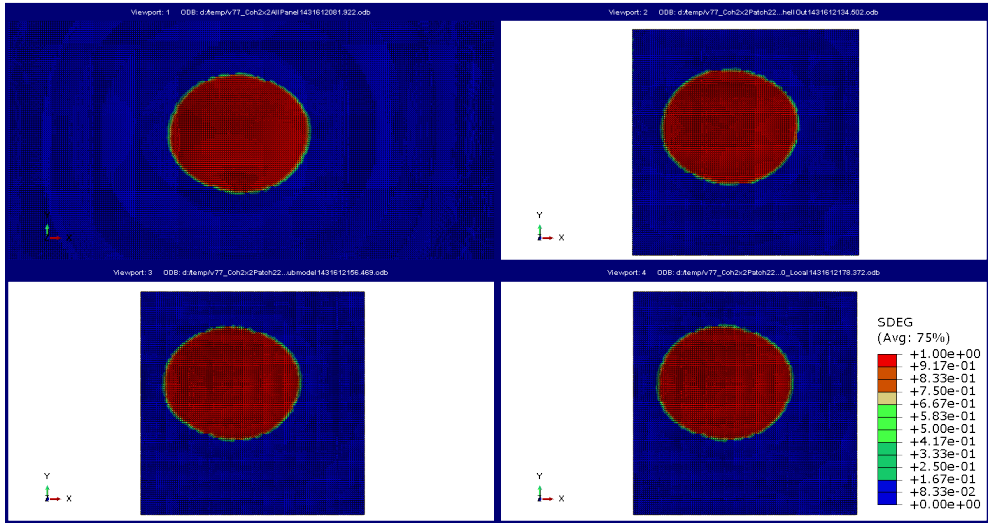 Viewport: 1 ODB: d:/temp/v77_Coh2x2AllPanel1431612081.922.odb
Viewport: 2 ODB: d:/temp/v77_Coh2x2Patch22...hellOut1431612134.502.odb
Y
X
Viewport: 3 ODB: d:/temp/v77_Coh2x2Patch22...ubmodel1431612156.469.odb
Viewport: 4 ODB: d:/temp/v77_Coh2x2Patch22...0_Local1431612178.372.odb
Y
X
Y
X
SDEG
(Avg: 75%)
+1.00e+00
+9.17e-01
+8.33e-01
+7.50e-01
+6.67e-01
+5.83e-01
+5.00e-01
+4.17e-01
+3.33e-01
+2.50e-01
+1.67e-01
+8.33e-02
+0.00e+00